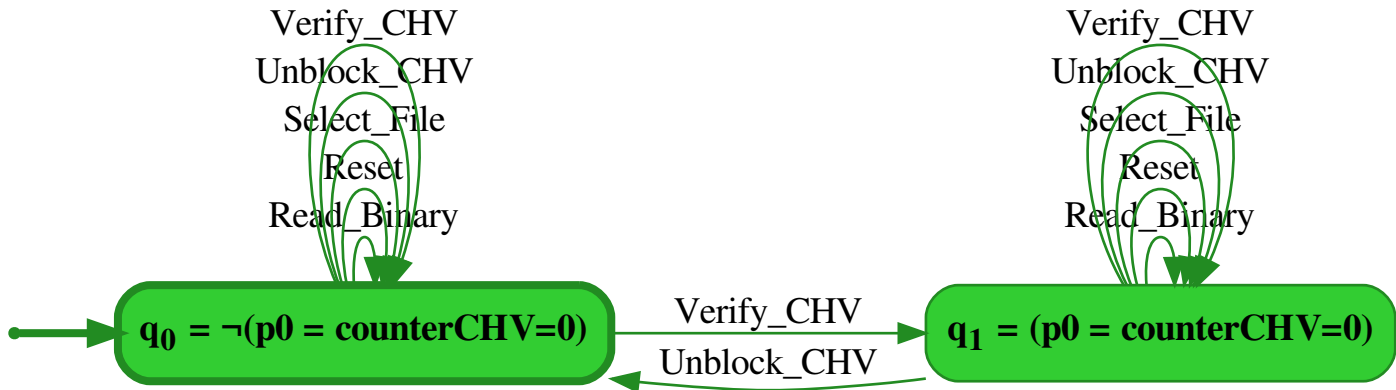 Verify_CHV
Unblock_CHV
Select_File
Reset
Read_Binary
Verify_CHV
Unblock_CHV
Select_File
Reset
Read_Binary
q0 = ¬(p0 = counterCHV=0)
Verify_CHV
Unblock_CHV
q1 = (p0 = counterCHV=0)